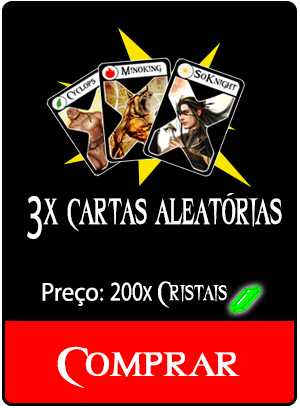 Cyclops
Minoking
SoKnight
3x Cartas Aleatórias
Preço: 200x Cristais
Comprar